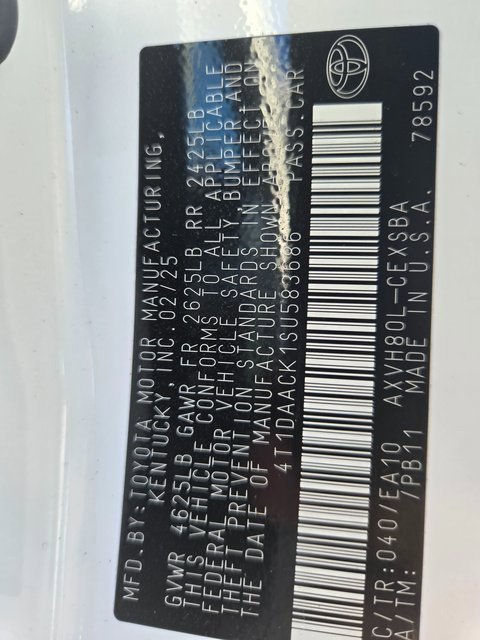 MFD.BY:TOYOTA MOTOR MANUFACTURING,
KENTUCKY,INC.02/25
GVWR 4625LB GAWR FR 2625LB RR 2425LB
THIS VEHICLE CONFORMS TO ALL APPLICABLE
FEDERAL MOTOR VEHICLE SAFETY, BUMPER AND
THEFT PREVENTION STANDARDS IN EFFECT ON
THE DATE OF MANUFACTURE SHOWN ABOVE.
4T1DAACK1SU583686 PASS.CAR
C/TR:040/EA10 AXVH80L-CEXSBA
A/TM: /PB11 MADE IN U.S.A. 78592